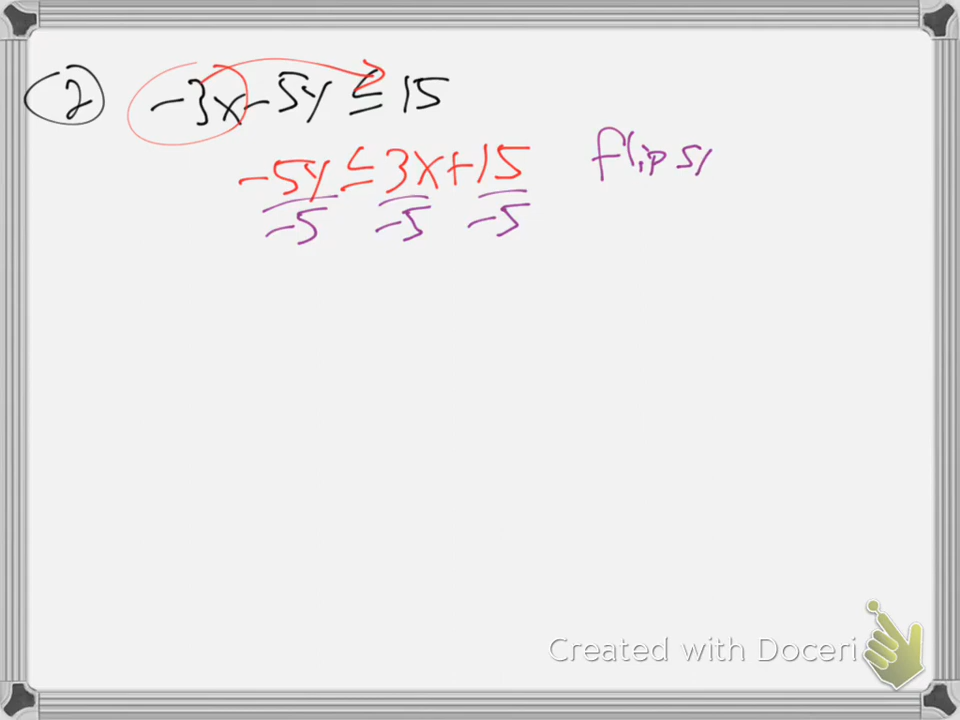 ② -3x-5y ≤ 15
-5y ≤ 3x+15 flip sy
-5 -5 -5
Created with Doceri